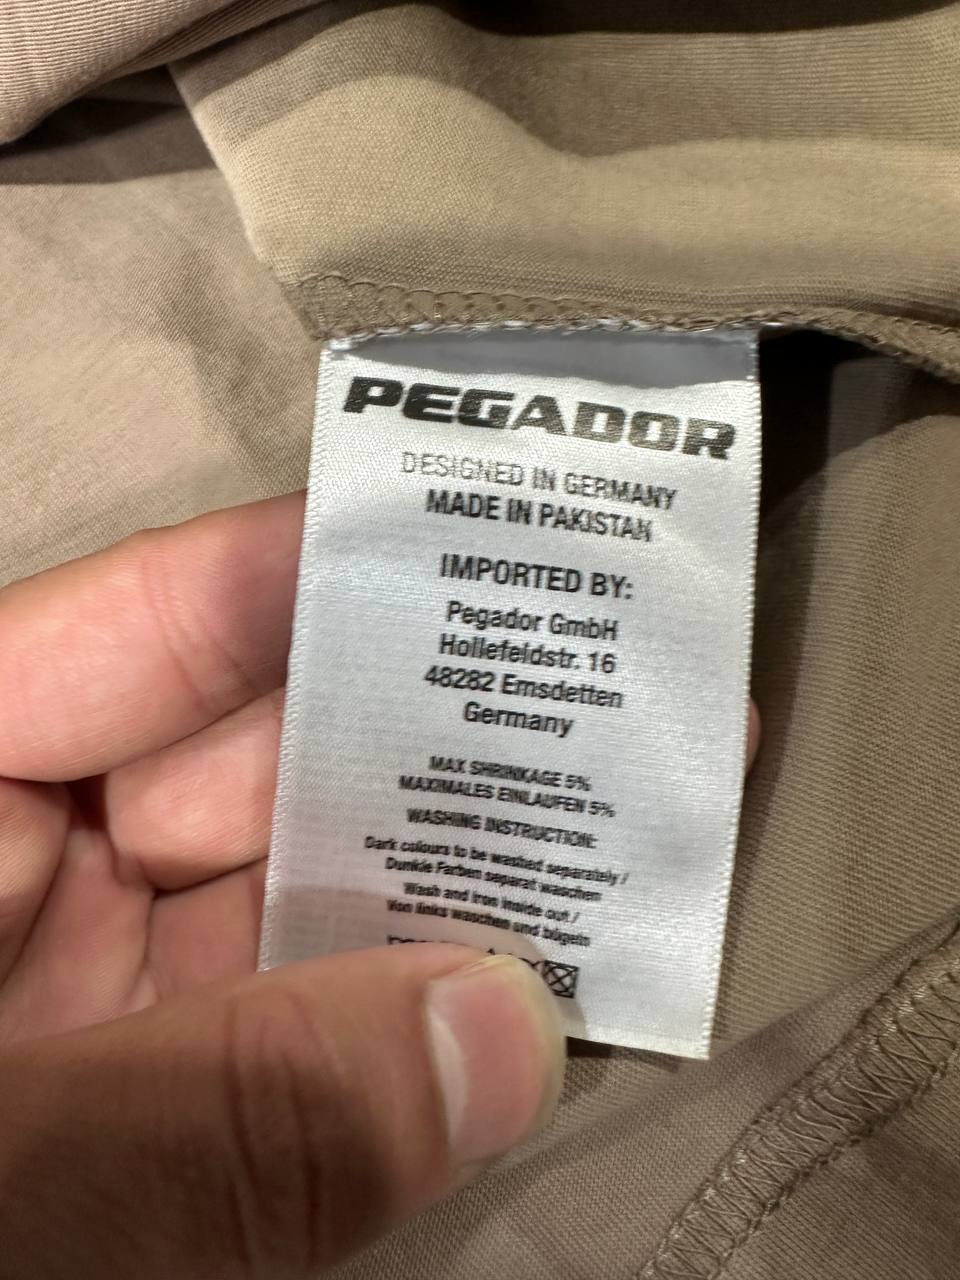 PEGADOR
DESIGNED IN GERMANY
MADE IN PAKISTAN
IMPORTED BY:
Pegador GmbH
Hollefeldstr. 16
48282 Emsdetten
Germany
MAX SHRINKAGE 5%
MAXIMALES EINLAUFEN 5%
WASHING INSTRUCTION:
Dark colours to be washed separately /
Dunkle Farben separat waschen
Wash and iron inside out /
Von links waschen und bügeln